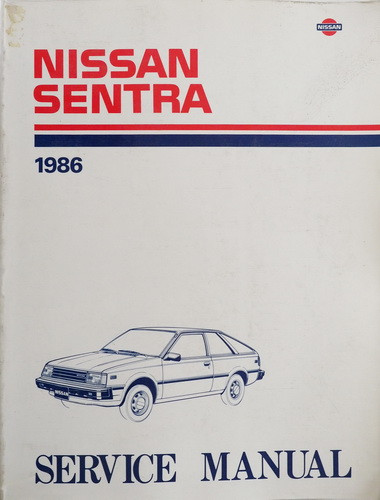 NISSAN
NISSAN
SENTRA
1986
NISSAN
SERVICE MANUAL